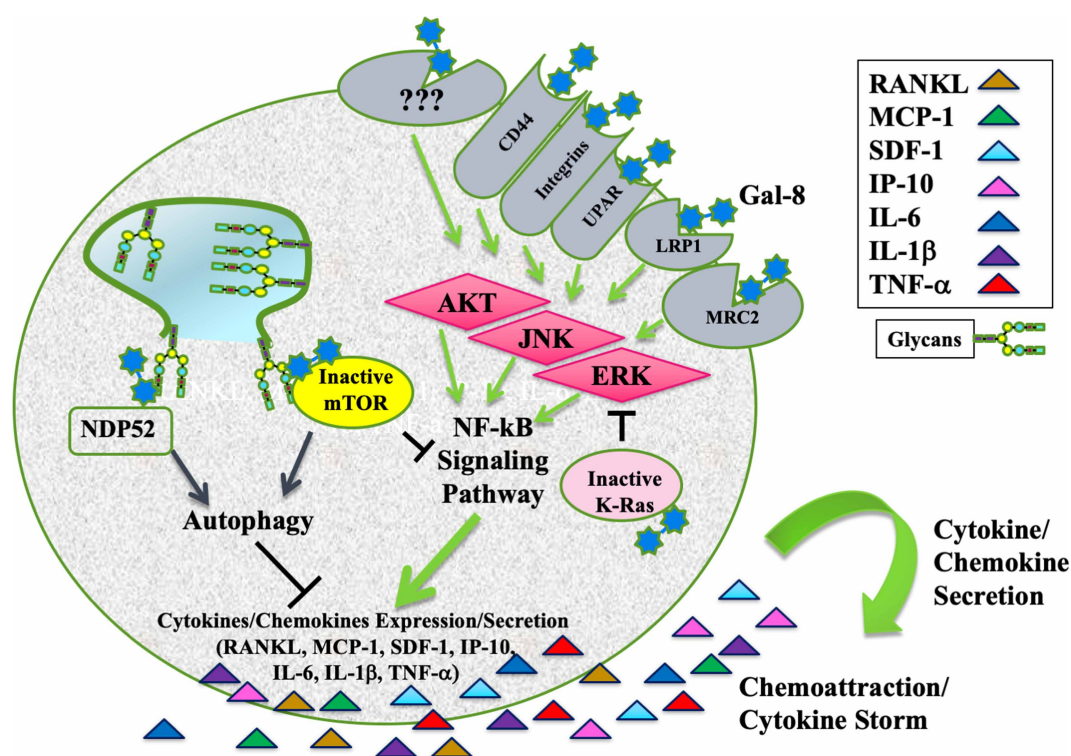 ???
CD44
Integrins
UPAR
LRP1
MRC2
Gal-8
RANKL
MCP-1
SDF-1
IP-10
IL-6
IL-1β
TNF-α
Glycans
AKT
JNK
ERK
Inactive
mTOR
NDP52
NF-kB
Signaling
Pathway
Inactive
K-Ras
Autophagy
Cytokines/Chemokines Expression/Secretion
(RANKL, MCP-1, SDF-1, IP-10,
IL-6, IL-1β, TNF-α)
Cytokine/
Chemokine
Secretion
Chemoattraction/
Cytokine Storm